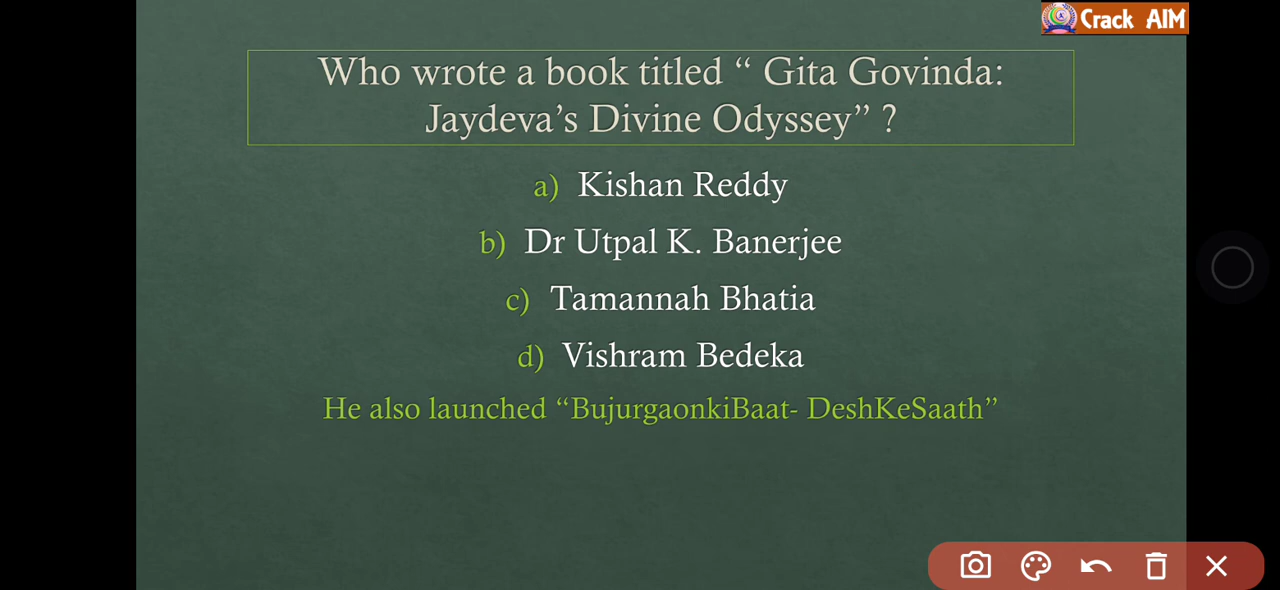 Crack AIM
Who wrote a book titled “ Gita Govinda:
Jaydeva’s Divine Odyssey” ?
a) Kishan Reddy
b) Dr Utpal K. Banerjee
c) Tamannah Bhatia
d) Vishram Bedeka
He also launched “BujurgaonkiBaat- DeshKeSaath”